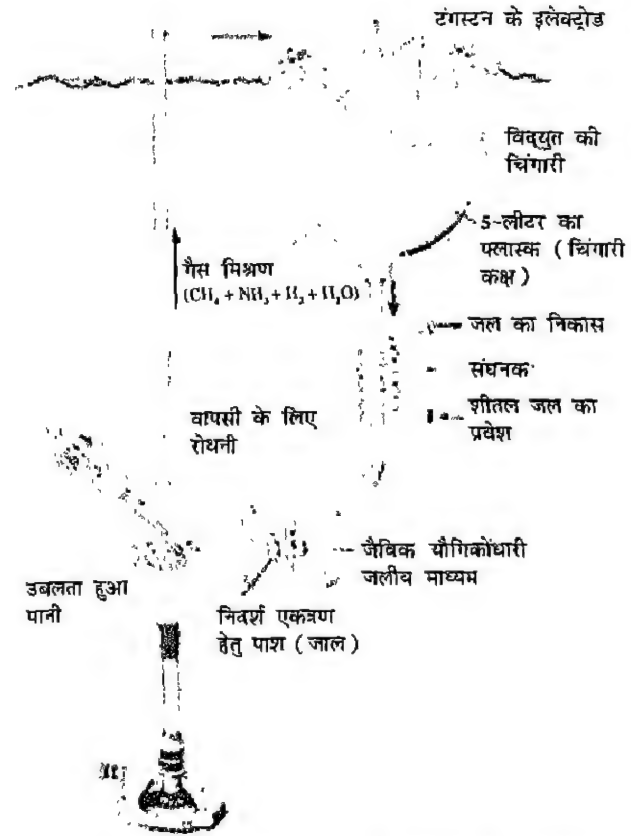 टंगस्टन के इलेक्ट्रोड
विद्युत की
चिंगारी
5-लीटर का
फ्लास्क (चिंगारी
कक्ष)
गैस मिश्रण
(CH₄ + NH₃ + H₂ + H₂O)
जल का निकास
संघनक
शीतल जल का
प्रवेश
वापसी के लिए
रोधनी
जैविक यौगिकोंधारी
जलीय माध्यम
उबलता हुआ
पानी
निदर्श एकत्रण
हेतु पाश (जाल)